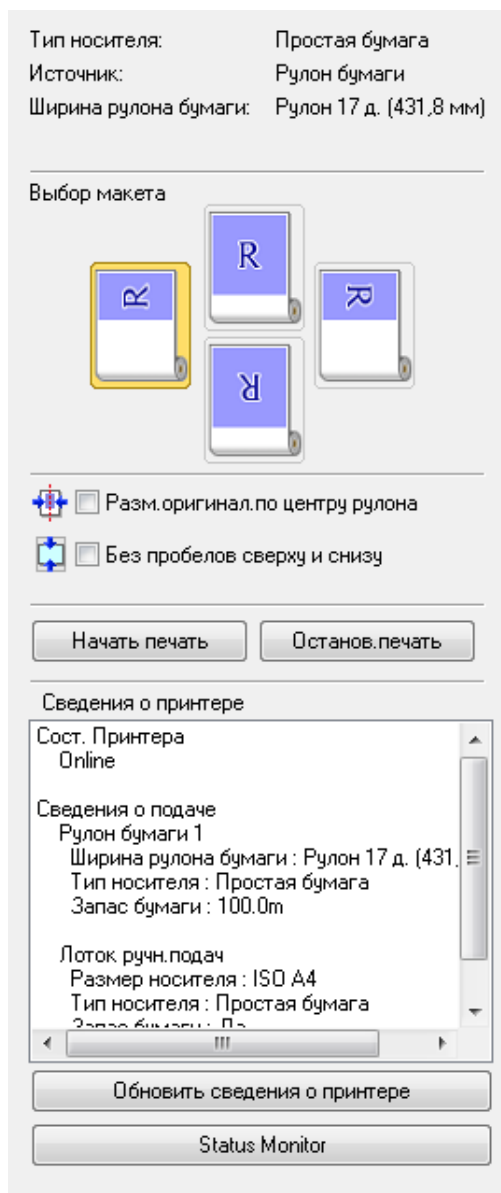 Тип носителя: Простая бумага
Источник: Рулон бумаги
Ширина рулона бумаги: Рулон 17 д. (431,8 мм)
Выбор макета
R
R
R
R
Разм.оригинал.по центру рулона
Без пробелов сверху и снизу
Начать печать Останов.печать
Сведения о принтере
Сост. Принтера
Online
Сведения о подаче
Рулон бумаги 1
Ширина рулона бумаги : Рулон 17 д. (431,
Тип носителя : Простая бумага
Запас бумаги : 100.0m
Лоток ручн.подач
Размер носителя : ISO A4
Тип носителя : Простая бумага
Запас бумаги : Да
Обновить сведения о принтере
Status Monitor